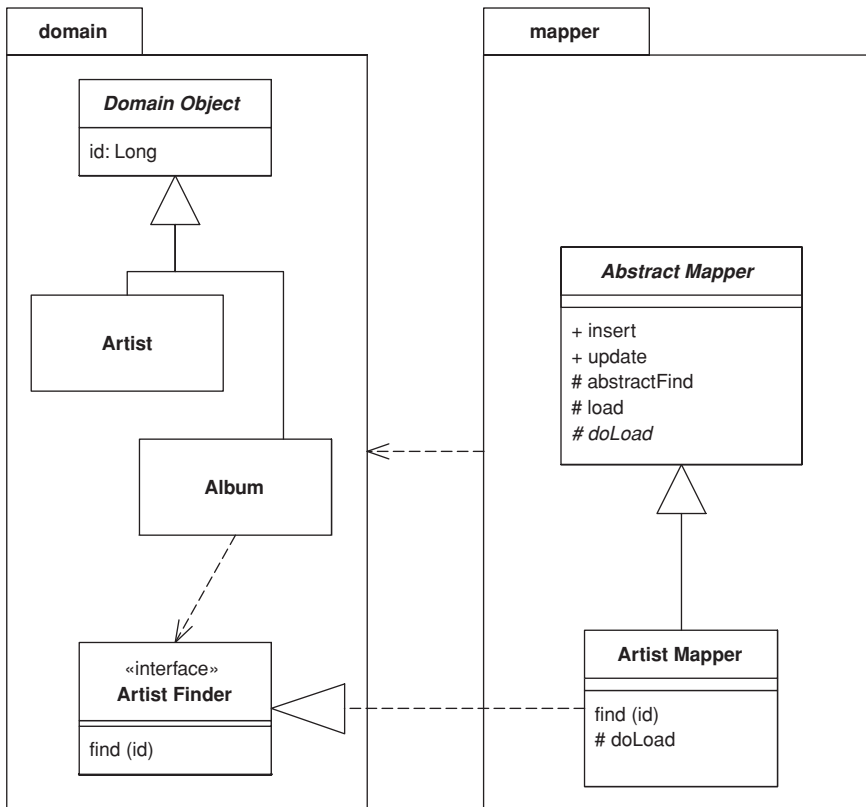 domain
mapper
Domain Object
id: Long
Artist
Album
«interface»
Artist Finder
find (id)
Abstract Mapper
+ insert
+ update
# abstractFind
# load
# doLoad
Artist Mapper
find (id)
# doLoad